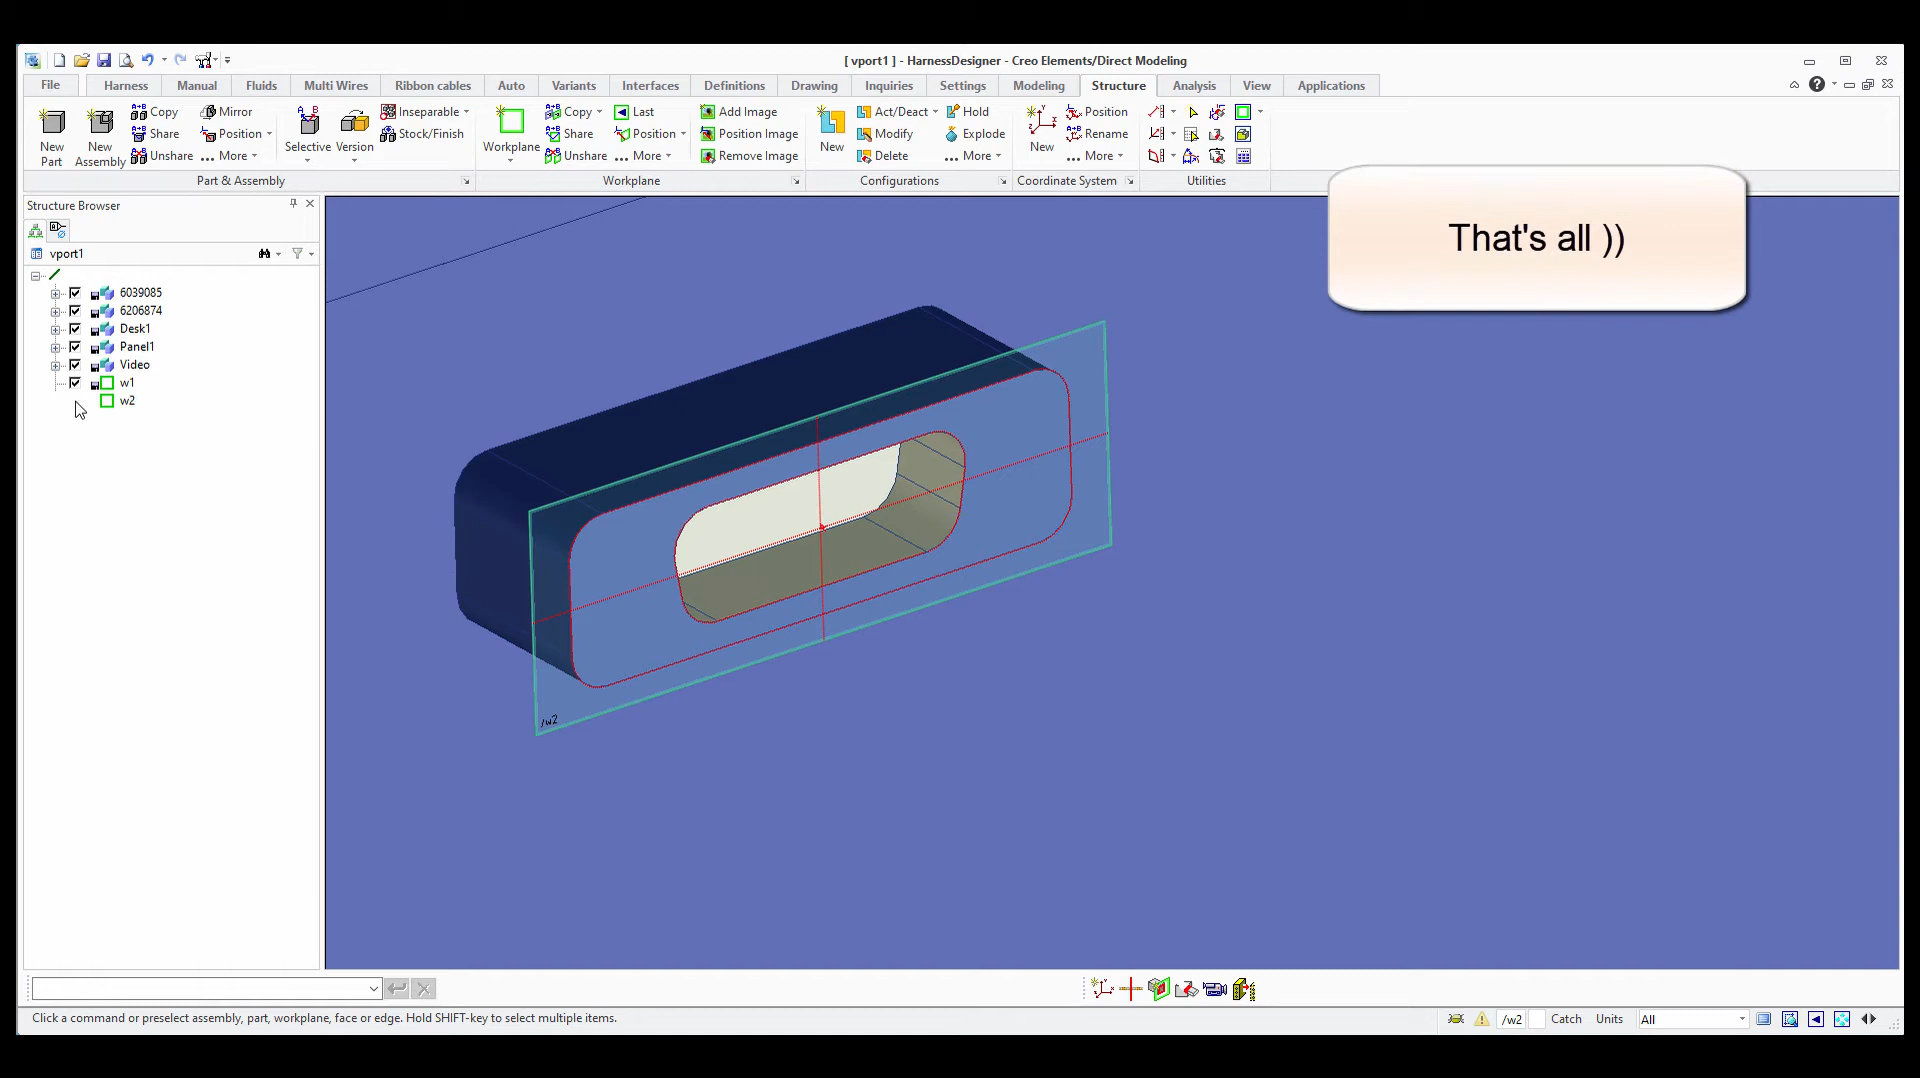 [ vport1 ] - HarnessDesigner - Creo Elements/Direct Modeling
File Harness Manual Fluids Multi Wires Ribbon cables Auto Variants Interfaces Definitions Drawing Inquiries Settings Modeling Structure Analysis View Applications
New Part
New Assembly
Copy
Share
Unshare
Mirror
Position
... More
Part & Assembly
Selective
Version
Inseparable
Stock/Finish
Workplane
Copy
Share
Unshare
Last
Position
... More
Add Image
Position Image
Remove Image
Workplane
New
Act/Deact
Modify
Delete
Hold
Explode
... More
Configurations
New
Position
Rename
... More
Coordinate System
Utilities
Structure Browser
vport1
6039085
6206874
Desk1
Panel1
Video
w1
w2
That's all ))
/w2
Click a command or preselect assembly, part, workplane, face or edge. Hold SHIFT-key to select multiple items.
/w2 Catch Units All